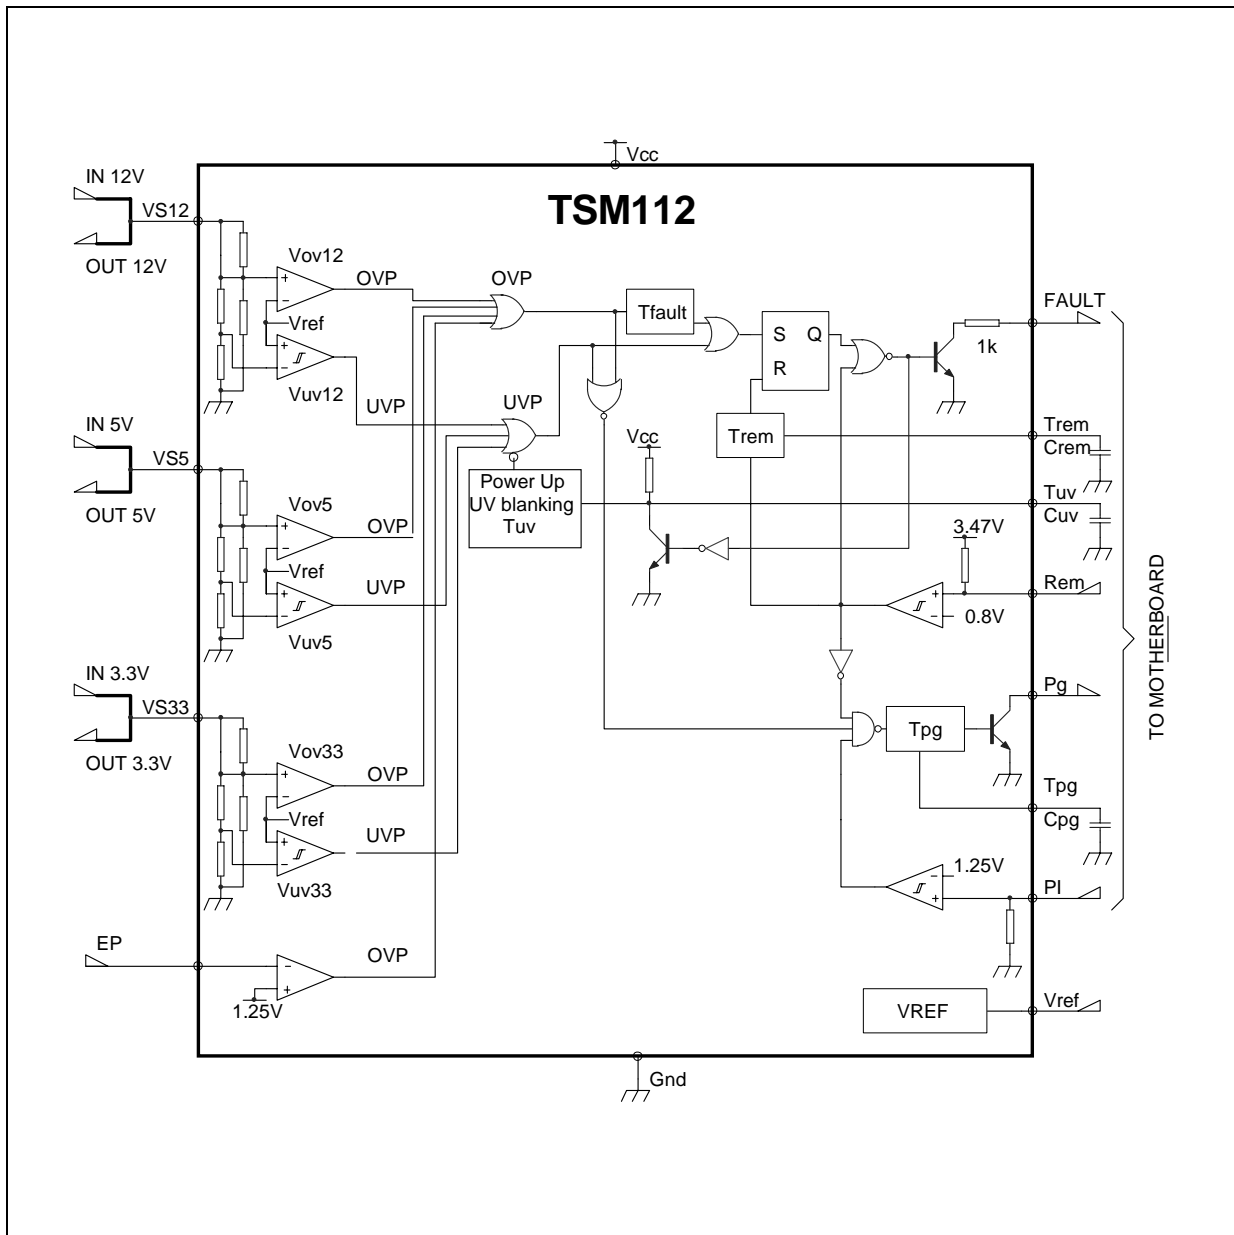 Vcc
TSM112
IN 12V
VS12
OUT 12V
Vov12
OVP
OVP
Vref
Vuv12
UVP
UVP
Tfault
S
Q
R
Trem
FAULT
1k
Trem
Crem
Tuv
Cuv
IN 5V
VS5
OUT 5V
Vov5
OVP
Vref
UVP
Vuv5
Vcc
Power Up
UV blanking
Tuv
3.47V
0.8V
Rem
IN 3.3V
VS33
OUT 3.3V
Vov33
OVP
Vref
UVP
Vuv33
Tpg
Pg
Tpg
Cpg
1.25V
PI
EP
OVP
1.25V
VREF
Vref
Gnd
TO MOTHERBOARD